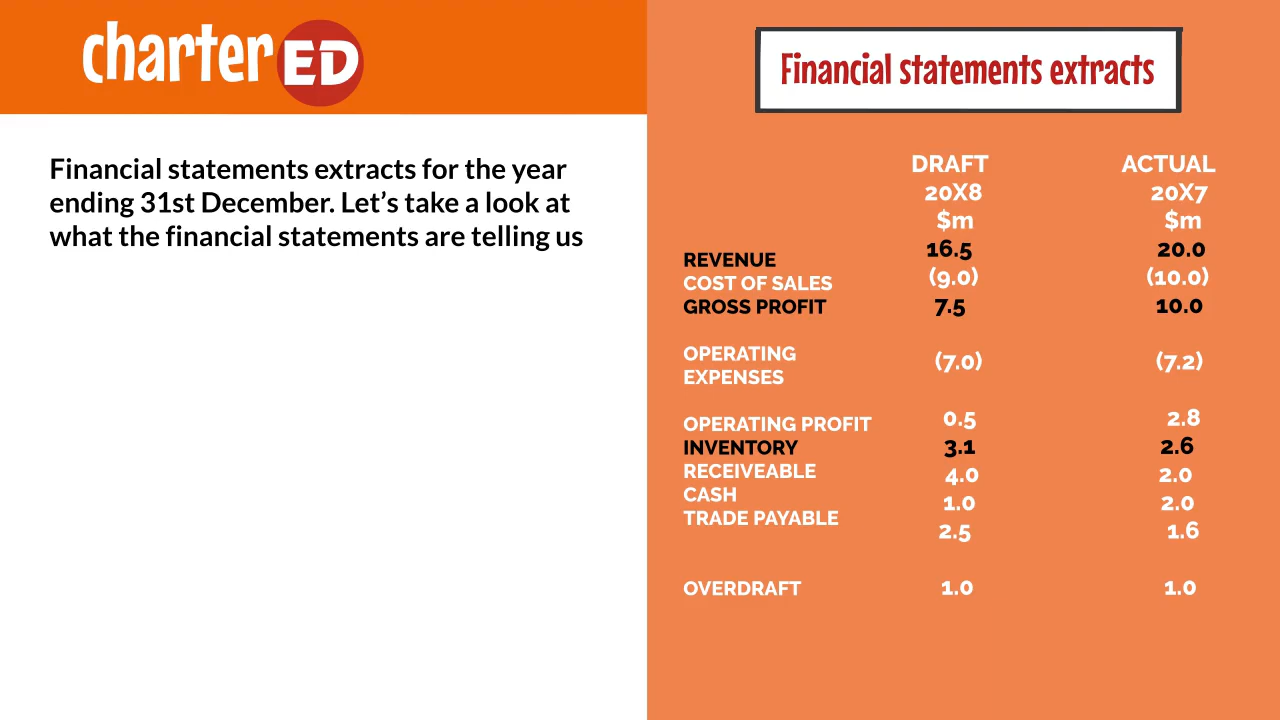 charterED
Financial statements extracts for the year
ending 31st December. Let’s take a look at
what the financial statements are telling us
Financial statements extracts
DRAFT ACTUAL
20X8 20X7
$m $m
REVENUE 16.5 20.0
COST OF SALES (9.0) (10.0)
GROSS PROFIT 7.5 10.0
OPERATING
EXPENSES (7.0) (7.2)
OPERATING PROFIT 0.5 2.8
INVENTORY 3.1 2.6
RECEIVEABLE 4.0 2.0
CASH 1.0 2.0
TRADE PAYABLE 2.5 1.6
OVERDRAFT 1.0 1.0